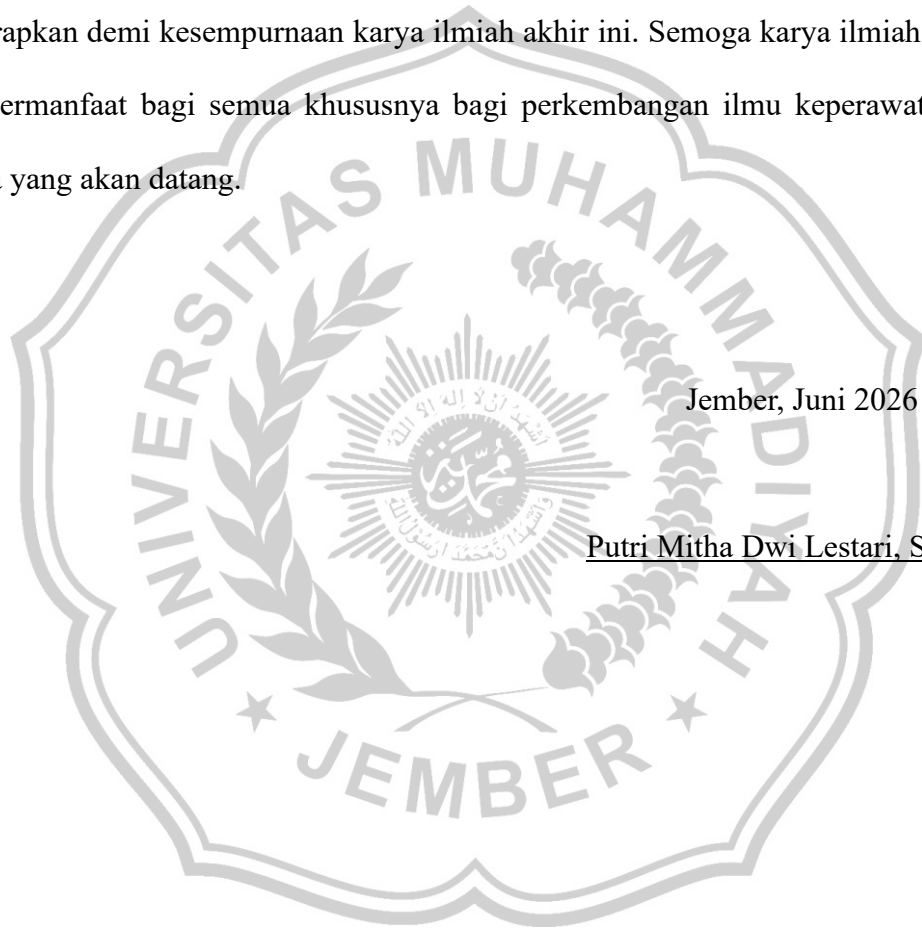 rapkan demi kesempurnaan karya ilmiah akhir ini. Semoga karya ilmiah
ermanfaat bagi semua khususnya bagi perkembangan ilmu keperawat
yang akan datang.
UNIVERSITAS MUHAMMADIYAH
Jember, Juni 2026
Putri Mitha Dwi Lestari, S
★ JEMBER ★